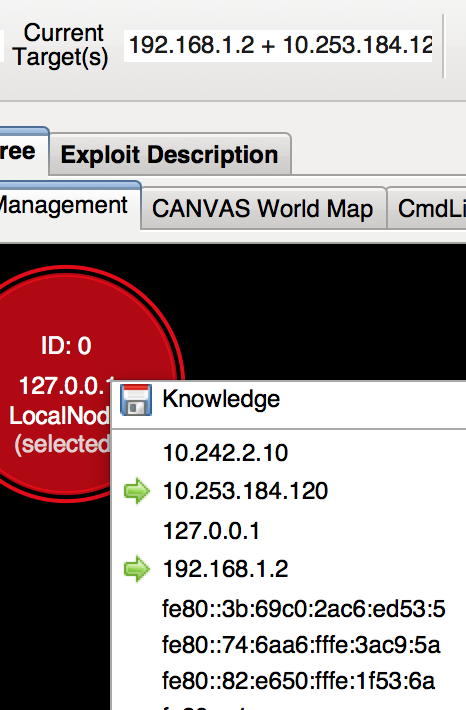 Current
Target(s)
192.168.1.2 + 10.253.184.12
ree
Exploit Description
Management
CANVAS World Map
CmdLi
ID: 0
127.0.0.1
LocalNod
(selected
Knowledge
10.242.2.10
10.253.184.120
127.0.0.1
192.168.1.2
fe80::3b:69c0:2ac6:ed53:5
fe80::74:6aa6:fffe:3ac9:5a
fe80::82:e650:fffe:1f53:6a